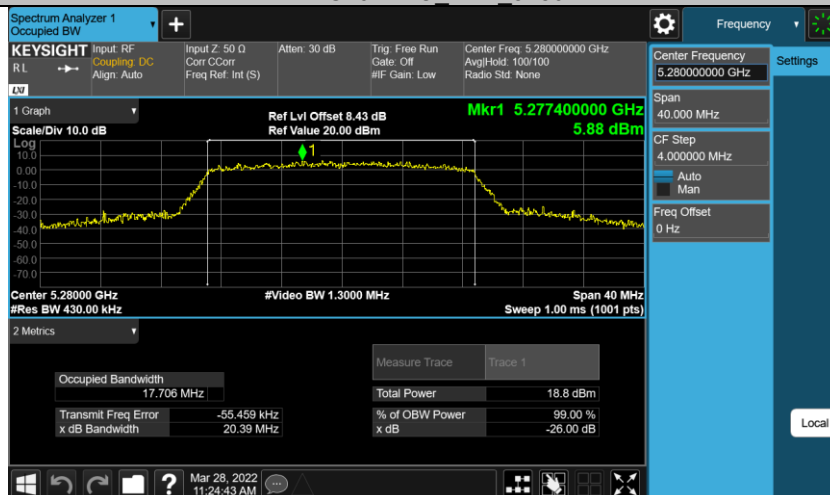 Spectrum Analyzer 1
Occupied BW
Frequency
KEYSIGHT
RL
LXI
Input: RF
Coupling: DC
Align: Auto
Input Z: 50 Ω
Corr CCorr
Freq Ref: Int (S)
Atten: 30 dB
Trig: Free Run
Gate: Off
#IF Gain: Low
Center Freq: 5.280000000 GHz
Avg|Hold: 100/100
Radio Std: None
Center Frequency
5.280000000 GHz
Settings
Span
40.000 MHz
CF Step
4.000000 MHz
Auto
Man
Freq Offset
0 Hz
Local
1 Graph
Scale/Div 10.0 dB
Ref Lvl Offset 8.43 dB
Ref Value 20.00 dBm
Mkr1 5.277400000 GHz
5.88 dBm
Log
10.0
0.00
-10.0
-20.0
-30.0
-40.0
-50.0
-60.0
-70.0
1
Center 5.28000 GHz
#Res BW 430.00 kHz
#Video BW 1.3000 MHz
Span 40 MHz
Sweep 1.00 ms (1001 pts)
2 Metrics
Measure Trace
Trace 1
Occupied Bandwidth
17.706 MHz
Total Power
18.8 dBm
Transmit Freq Error
-55.459 kHz
% of OBW Power
99.00 %
x dB Bandwidth
20.39 MHz
x dB
-26.00 dB
?
Mar 28, 2022
11:24:43 AM